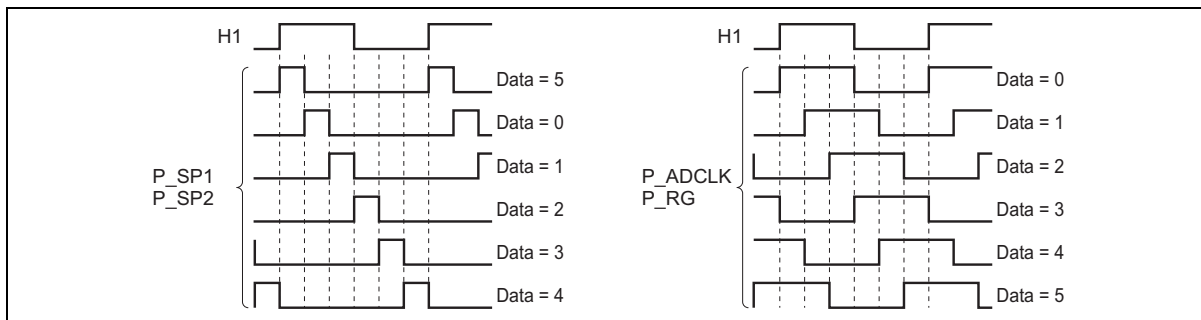 H1
Data = 5
Data = 0
Data = 1
P_SP1
P_SP2
Data = 2
Data = 3
Data = 4
H1
Data = 0
Data = 1
Data = 2
P_ADCLK
P_RG
Data = 3
Data = 4
Data = 5